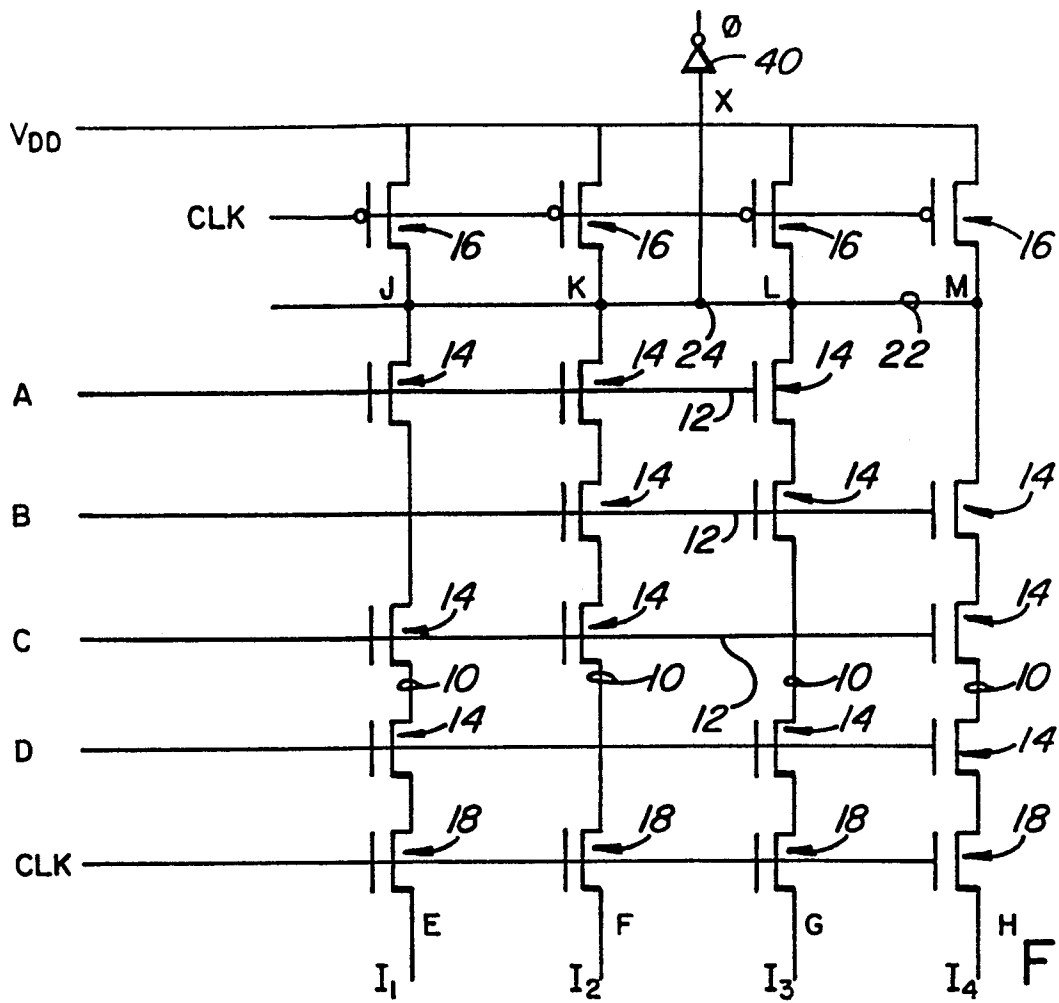 Ø
40
X
VDD
CLK
16 16 16 16
J K L M
24 22
A 14 14 14
12
B 14 14 14
12
C 14 14 14
10 10 10 10
12
D 14 14 14
CLK 18 18 18 18
E F G H
I1 I2 I3 I4 F